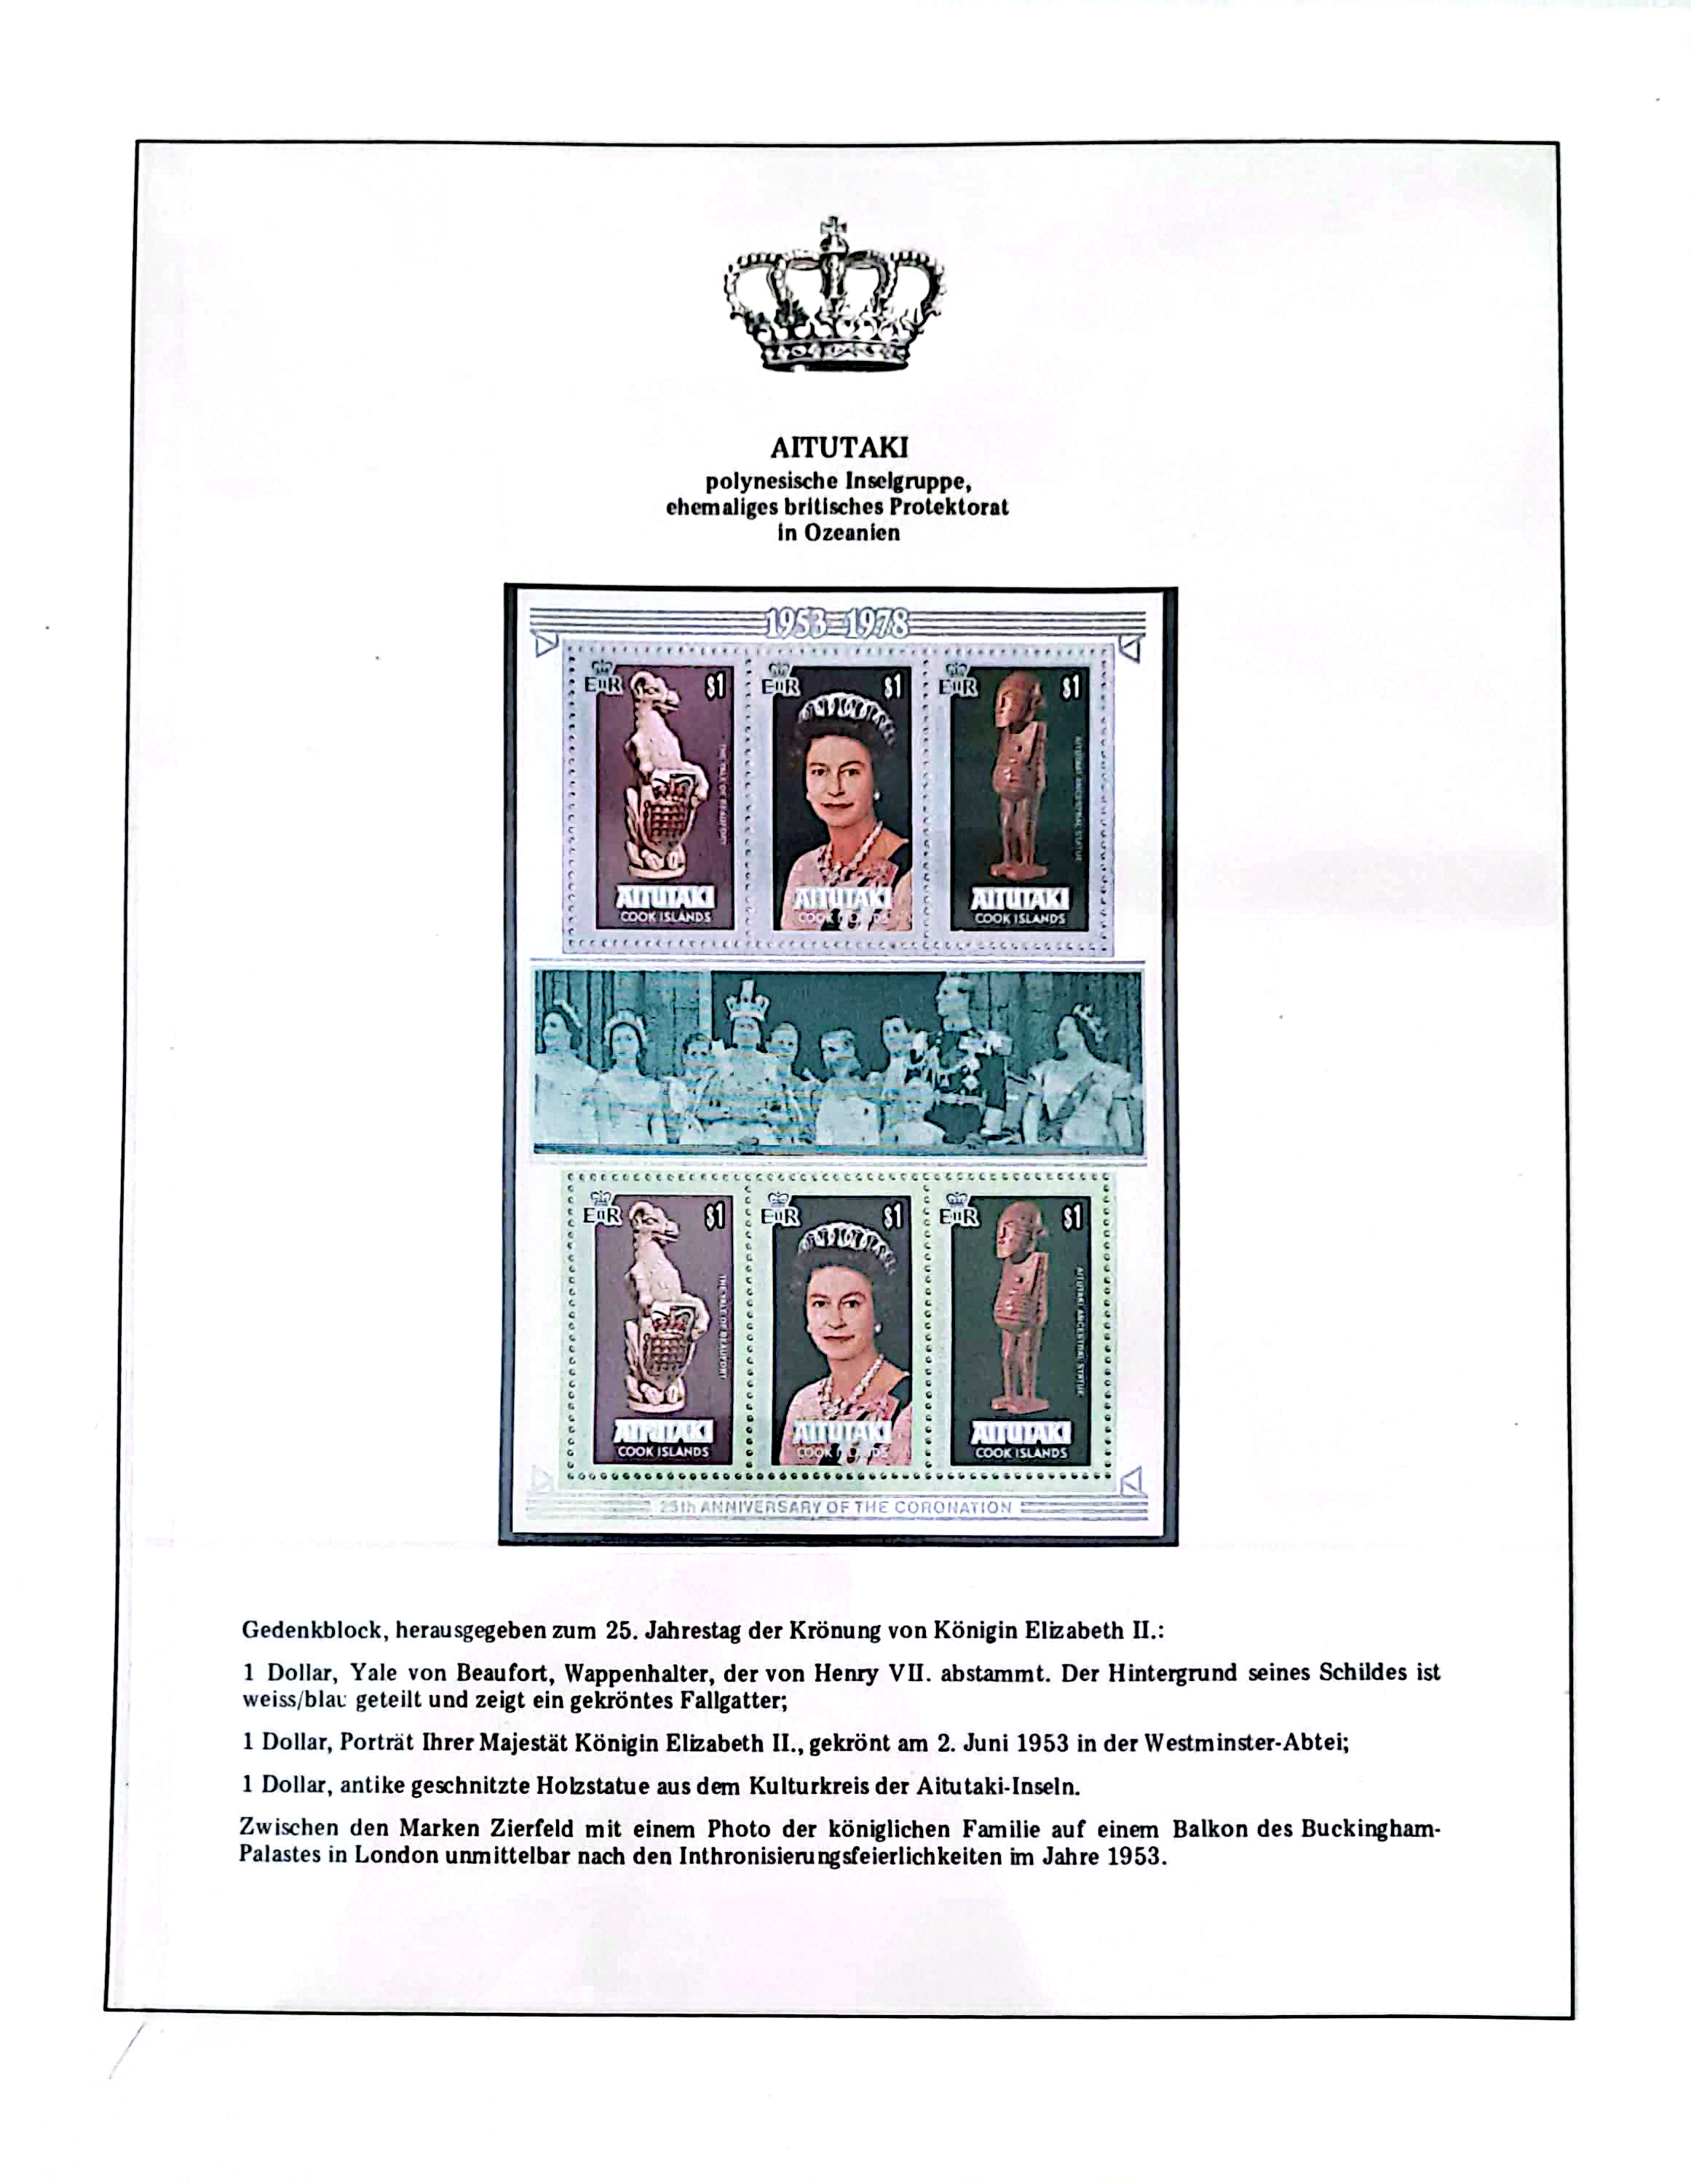 AITUTAKI
polynesische Inselgruppe,
ehemaliges britisches Protektorat
in Ozeanien
1953-1978
EIIR $1 EIIR $1 EIIR $1
THE YALE OF BEAUFORT
AITUTAKI ANCESTRAL STATUE
AITUTAKI AITUTAKI AITUTAKI
COOK ISLANDS COOK ISLANDS COOK ISLANDS
EIIR $1 EIIR $1 EIIR $1
THE YALE OF BEAUFORT
AITUTAKI ANCESTRAL STATUE
AITUTAKI AITUTAKI AITUTAKI
COOK ISLANDS COOK ISLANDS COOK ISLANDS
25th ANNIVERSARY OF THE CORONATION
Gedenkblock, herausgegeben zum 25. Jahrestag der Krönung von Königin Elizabeth II.:
1 Dollar, Yale von Beaufort, Wappenhalter, der von Henry VII. abstammt. Der Hintergrund seines Schildes ist
weiss/blau geteilt und zeigt ein gekröntes Fallgatter;
1 Dollar, Porträt Ihrer Majestät Königin Elizabeth II., gekrönt am 2. Juni 1953 in der Westminster-Abtei;
1 Dollar, antike geschnitzte Holzstatue aus dem Kulturkreis der Aitutaki-Inseln.
Zwischen den Marken Zierfeld mit einem Photo der königlichen Familie auf einem Balkon des Buckingham-
Palastes in London unmittelbar nach den Inthronisierungsfeierlichkeiten im Jahre 1953.